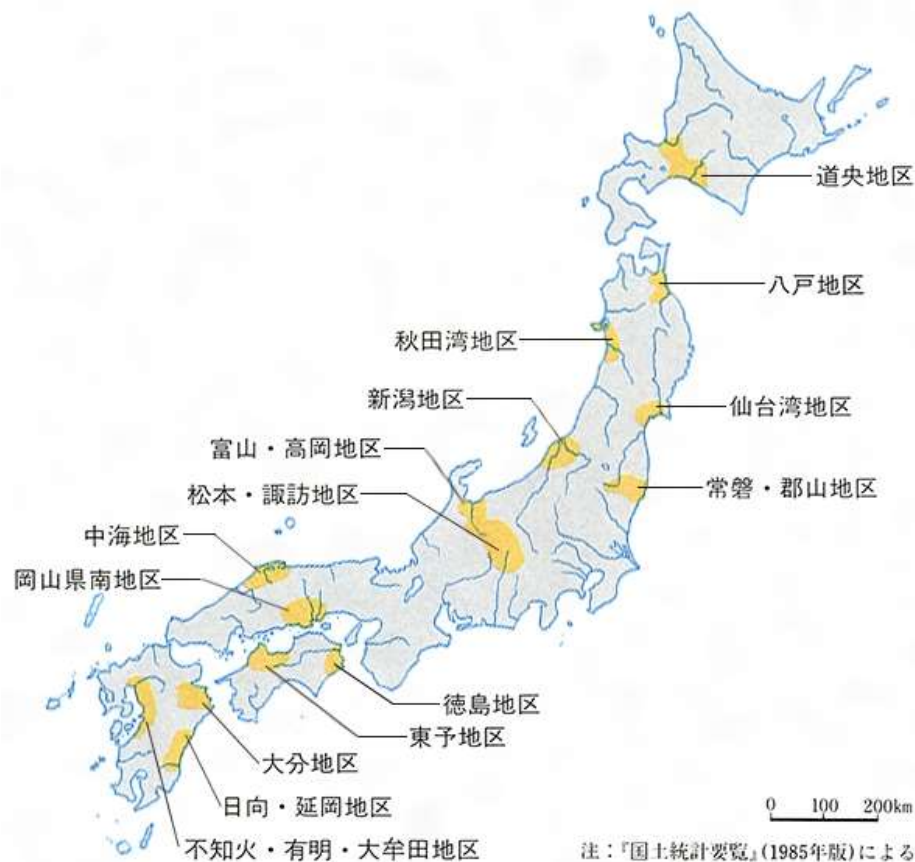 道央地区
八戸地区
秋田湾地区
仙台湾地区
新潟地区
富山・高岡地区
松本・諏訪地区
常磐・郡山地区
中海地区
岡山県南地区
徳島地区
東予地区
大分地区
日向・延岡地区
不知火・有明・大牟田地区
0 100 200km
注：『国土統計要覧』(1985年版)による